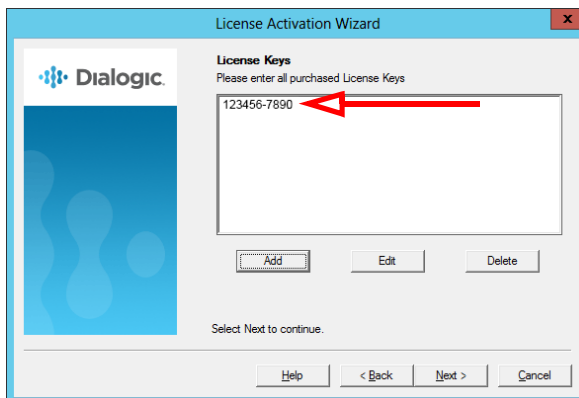 License Activation Wizard
x
Dialogic.
License Keys
Please enter all purchased License Keys
123456-7890
Add Edit Delete
Select Next to continue.
Help < Back Next > Cancel